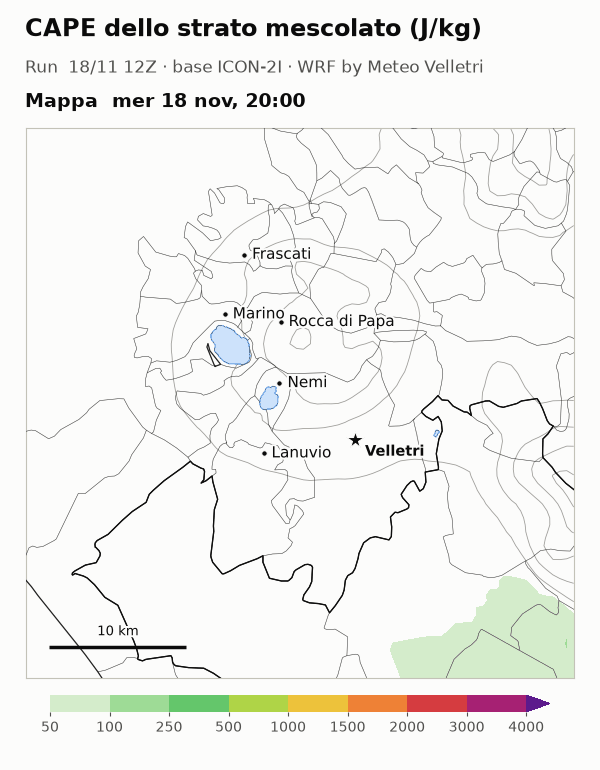 CAPE dello strato mescolato (J/kg)
Run 18/11 12Z · base ICON-2I · WRF by Meteo Velletri
Mappa mer 18 nov, 20:00
Frascati
Marino
Rocca di Papa
Nemi
Lanuvio
Velletri
10 km
50 100 250 500 1000 1500 2000 3000 4000